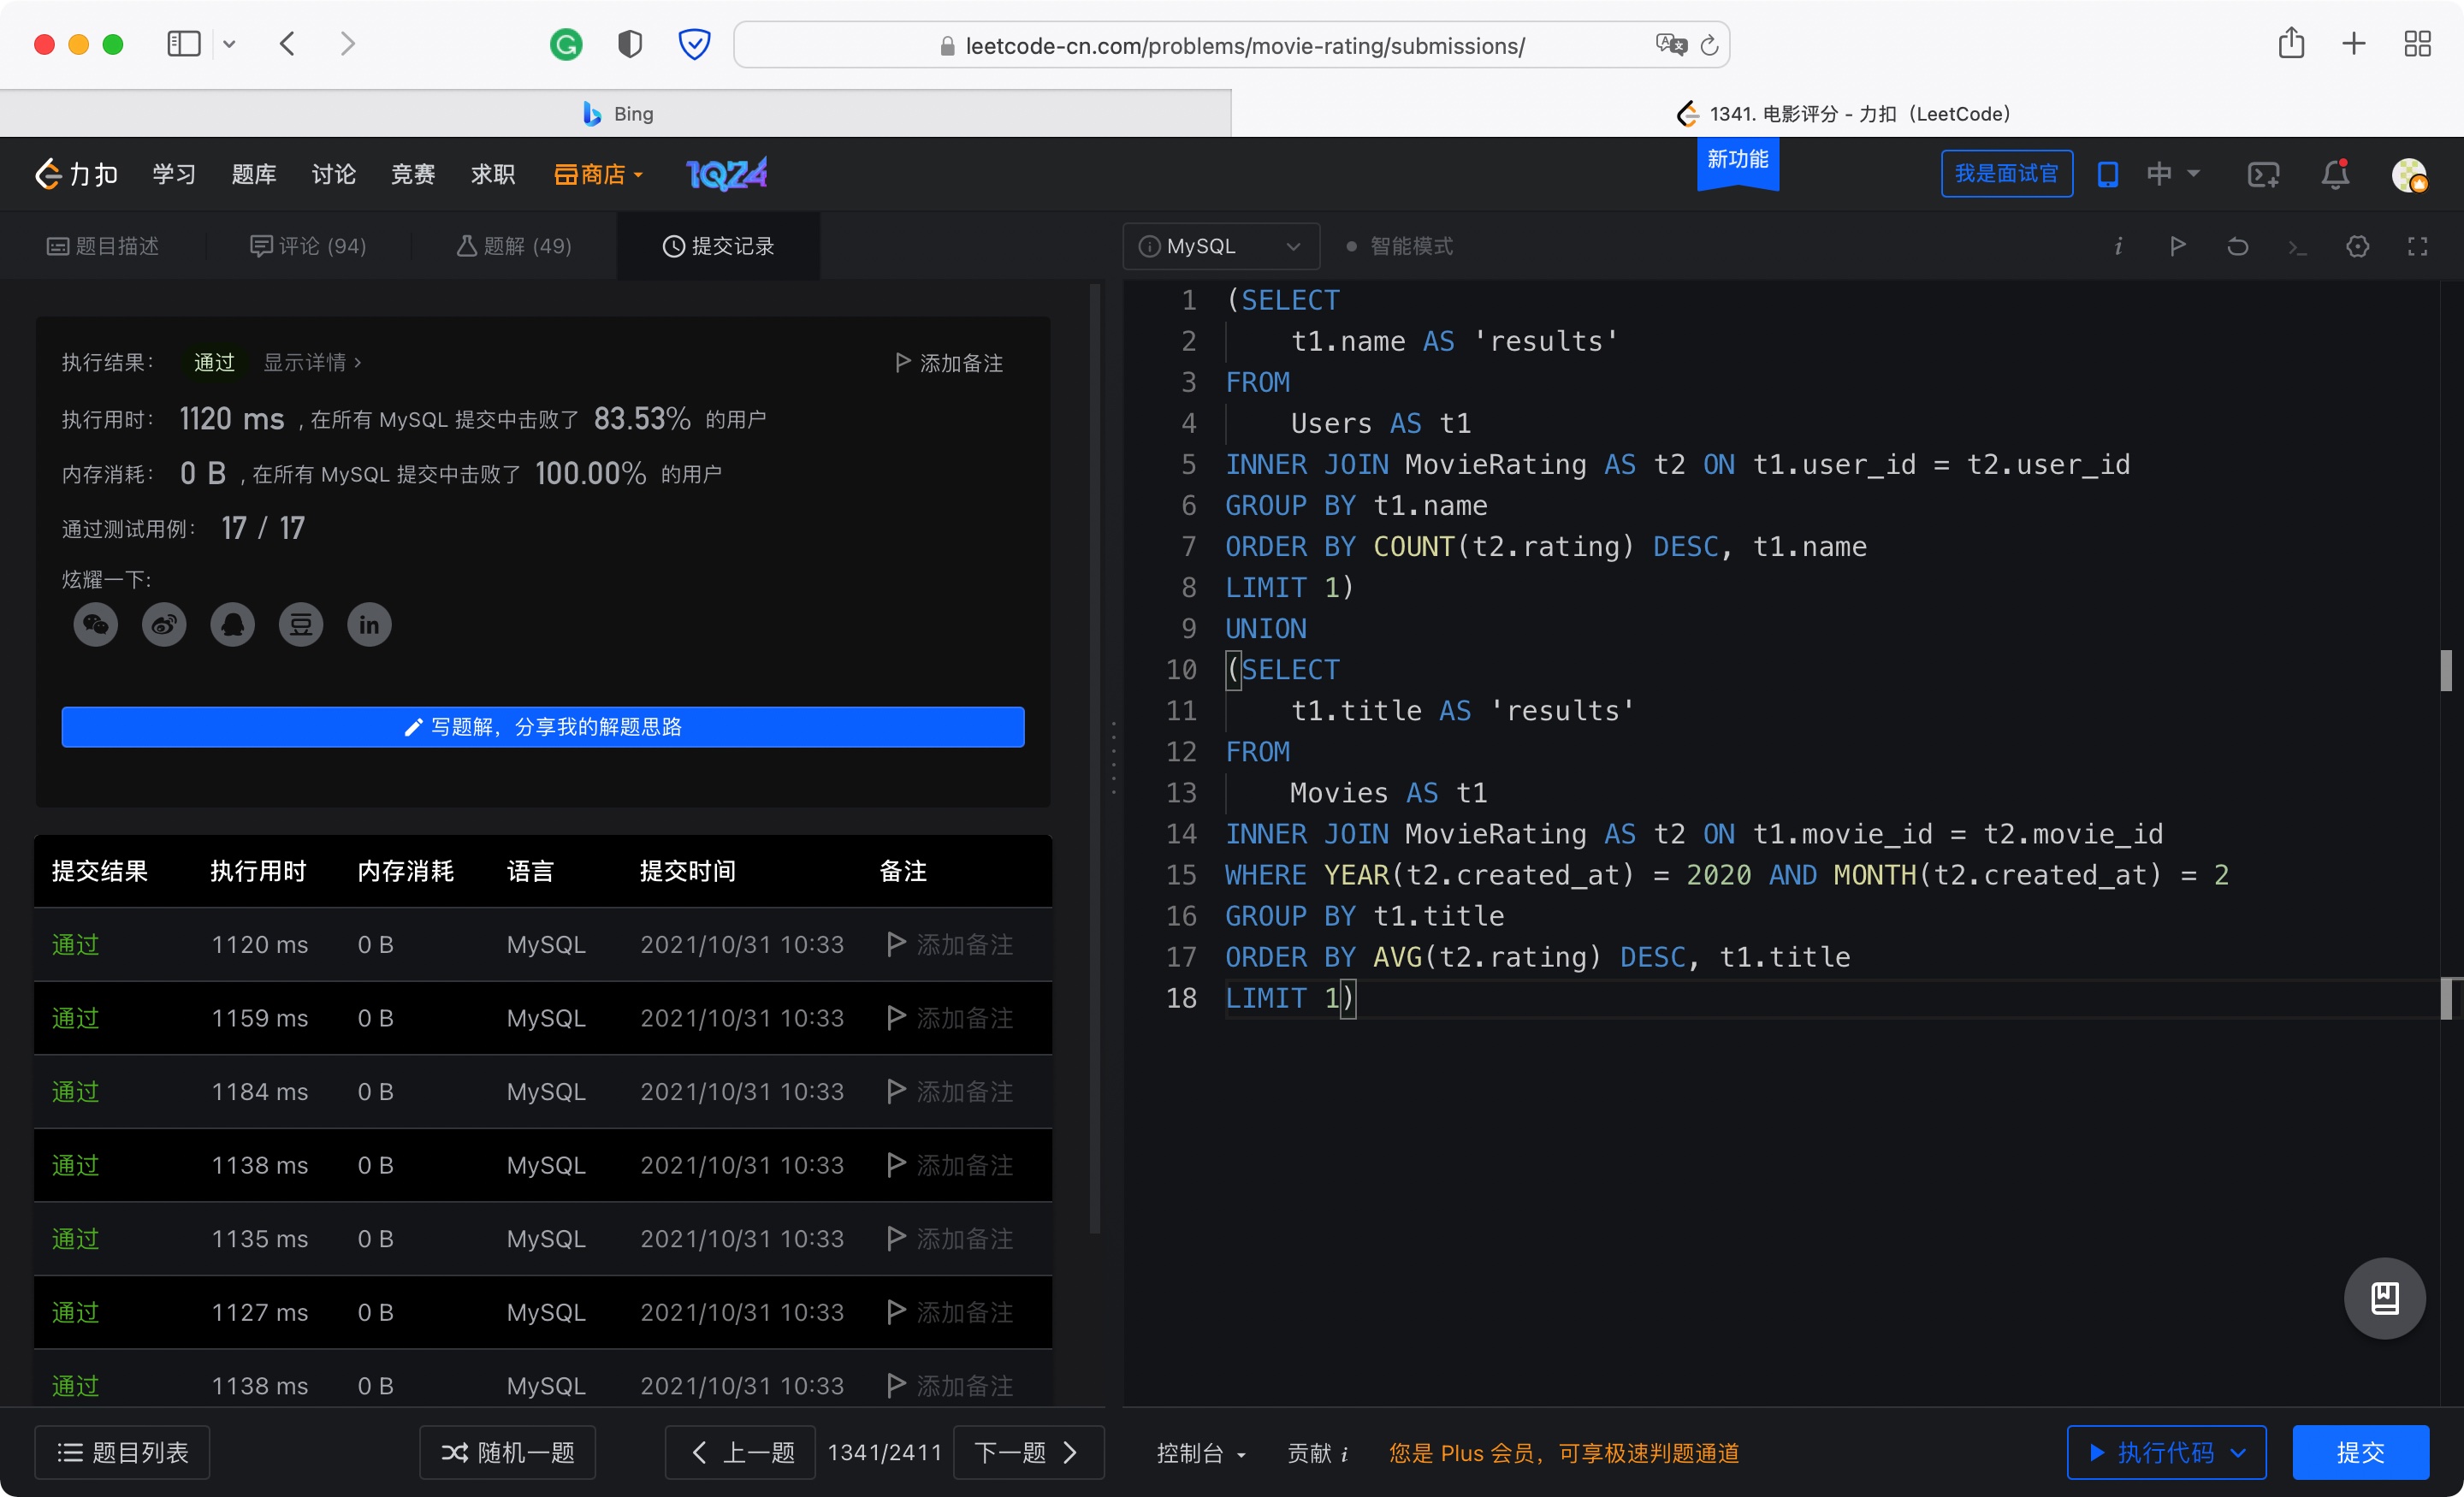 leetcode-cn.com/problems/movie-rating/submissions/
Bing
1341. 电影评分 - 力扣（LeetCode）
力扣 学习 题库 讨论 竞赛 求职 商店 1024 新功能 我是面试官 中
题目描述 评论 (94) 题解 (49) 提交记录
MySQL 智能模式
执行结果： 通过 显示详情 › 添加备注
执行用时： 1120 ms ，在所有 MySQL 提交中击败了 83.53% 的用户
内存消耗： 0 B ，在所有 MySQL 提交中击败了 100.00% 的用户
通过测试用例： 17 / 17
炫耀一下:
写题解，分享我的解题思路
提交结果 执行用时 内存消耗 语言 提交时间 备注
通过 1120 ms 0 B MySQL 2021/10/31 10:33 添加备注
通过 1159 ms 0 B MySQL 2021/10/31 10:33 添加备注
通过 1184 ms 0 B MySQL 2021/10/31 10:33 添加备注
通过 1138 ms 0 B MySQL 2021/10/31 10:33 添加备注
通过 1135 ms 0 B MySQL 2021/10/31 10:33 添加备注
通过 1127 ms 0 B MySQL 2021/10/31 10:33 添加备注
通过 1138 ms 0 B MySQL 2021/10/31 10:33 添加备注
1 (SELECT
2 t1.name AS 'results'
3 FROM
4 Users AS t1
5 INNER JOIN MovieRating AS t2 ON t1.user_id = t2.user_id
6 GROUP BY t1.name
7 ORDER BY COUNT(t2.rating) DESC, t1.name
8 LIMIT 1)
9 UNION
10 (SELECT
11 t1.title AS 'results'
12 FROM
13 Movies AS t1
14 INNER JOIN MovieRating AS t2 ON t1.movie_id = t2.movie_id
15 WHERE YEAR(t2.created_at) = 2020 AND MONTH(t2.created_at) = 2
16 GROUP BY t1.title
17 ORDER BY AVG(t2.rating) DESC, t1.title
18 LIMIT 1)
题目列表 随机一题 上一题 1341/2411 下一题
控制台 贡献 i 您是 Plus 会员，可享极速判题通道 执行代码 提交